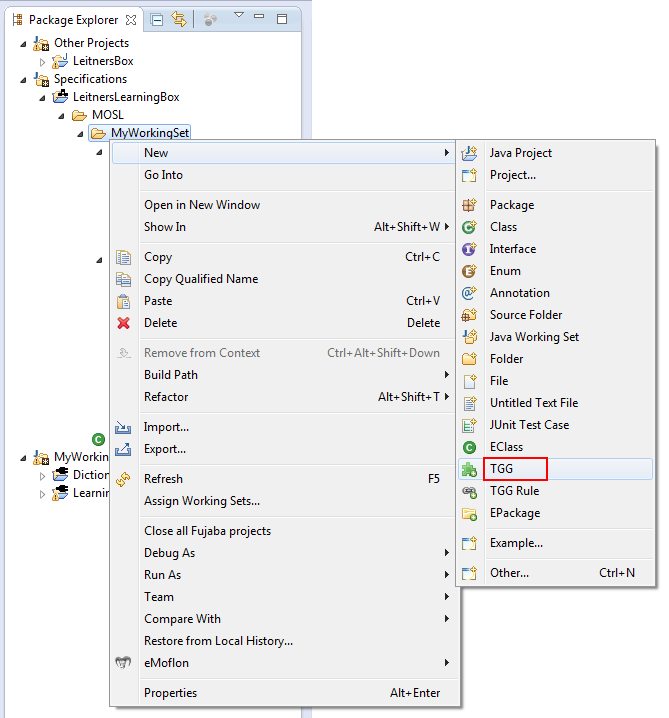 Package Explorer
Other Projects
LeitnersBox
Specifications
LeitnersLearningBox
MOSL
MyWorkingSet
New
Go Into
Open in New Window
Show In Alt+Shift+W
Copy Ctrl+C
Copy Qualified Name
Paste Ctrl+V
Delete Delete
Remove from Context Ctrl+Alt+Shift+Down
Build Path
Refactor Alt+Shift+T
Import...
Export...
Refresh F5
Assign Working Sets...
Close all Fujaba projects
Debug As
Run As
Team
Compare With
Restore from Local History...
eMoflon
Properties Alt+Enter
Java Project
Project...
Package
Class
Interface
Enum
Annotation
Source Folder
Java Working Set
Folder
File
Untitled Text File
JUnit Test Case
EClass
TGG
TGG Rule
EPackage
Example...
Other... Ctrl+N
MyWorkin
Diction
Learnin